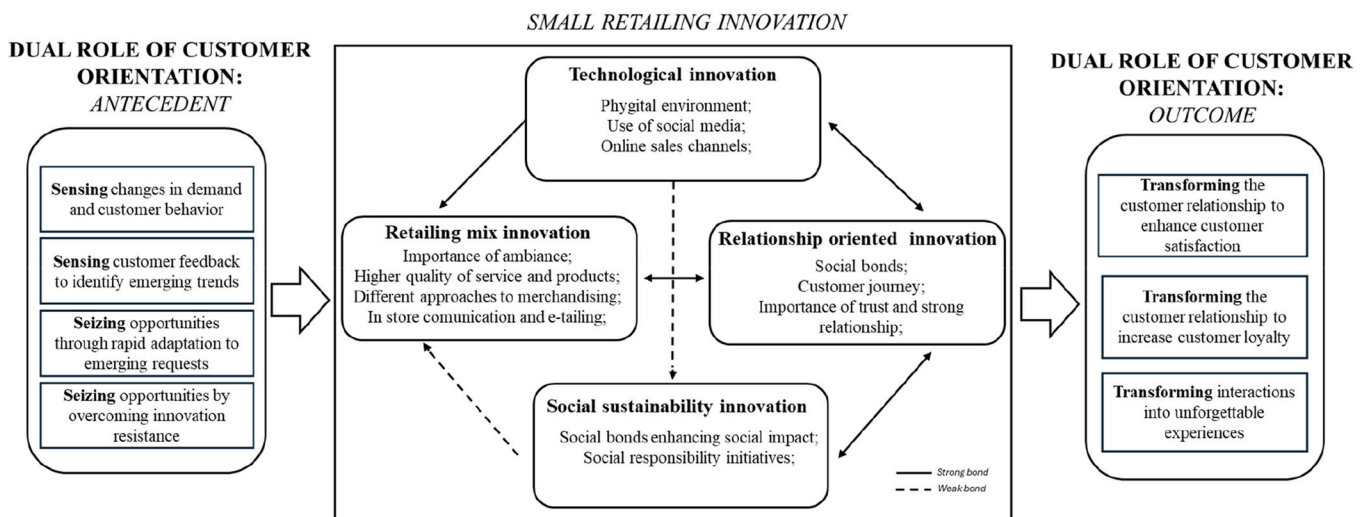 SMALL RETAILING INNOVATION
DUAL ROLE OF CUSTOMER
ORIENTATION:
ANTECEDENT
Sensing changes in demand
and customer behavior
Sensing customer feedback
to identify emerging trends
Seizing opportunities
through rapid adaptation to
emerging requests
Seizing opportunities by
overcoming innovation
resistance
Technological innovation
Phygital environment;
Use of social media;
Online sales channels;
Retailing mix innovation
Importance of ambiance;
Higher quality of service and products;
Different approaches to merchandising;
In store comunication and e-tailing;
Relationship oriented innovation
Social bonds;
Customer journey;
Importance of trust and strong
relationship;
Social sustainability innovation
Social bonds enhancing social impact;
Social responsibility initiatives;
Strong bond
Weak bond
DUAL ROLE OF CUSTOMER
ORIENTATION:
OUTCOME
Transforming the
customer relationship to
enhance customer
satisfaction
Transforming the
customer relationship to
increase customer loyalty
Transforming interactions
into unforgettable
experiences